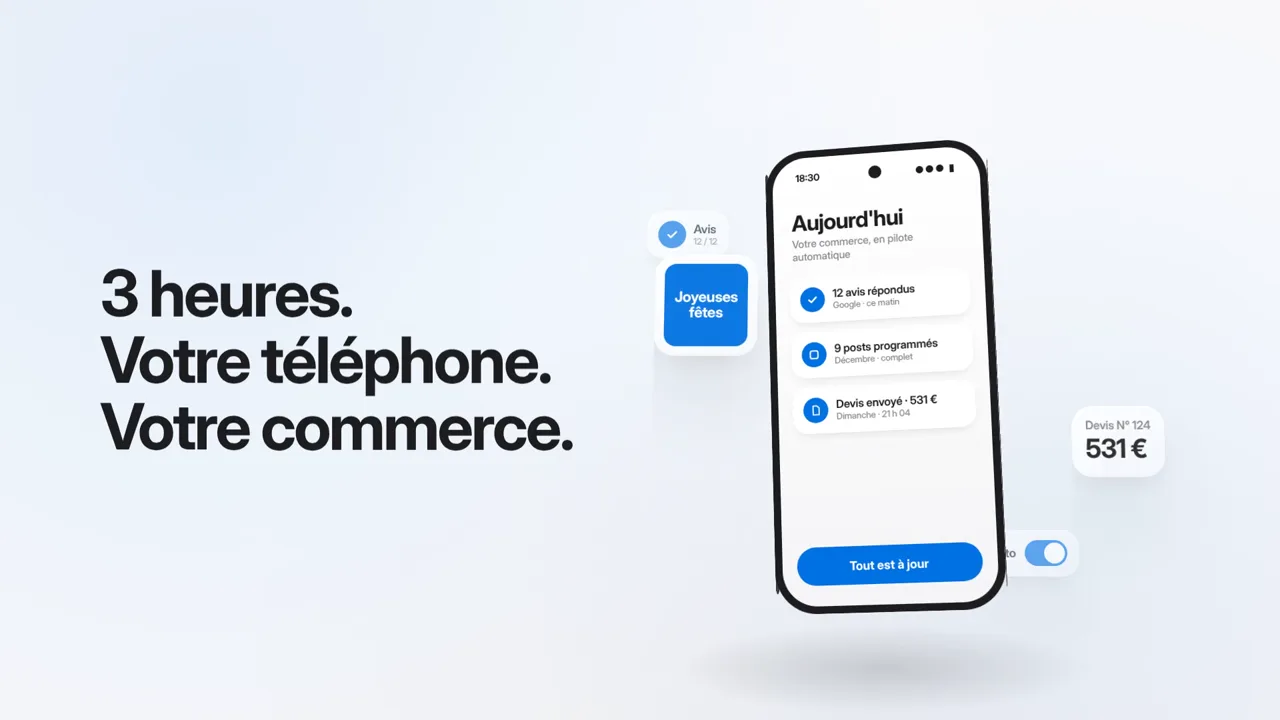 3 heures.
Votre téléphone.
Votre commerce.
Avis
12 / 12
Joyeuses
fêtes
18:30
Aujourd'hui
Votre commerce, en pilote
automatique
12 avis répondus
Google · ce matin
9 posts programmés
Décembre · complet
Devis envoyé · 531 €
Dimanche · 21 h 04
Tout est à jour
Devis N° 124
531 €